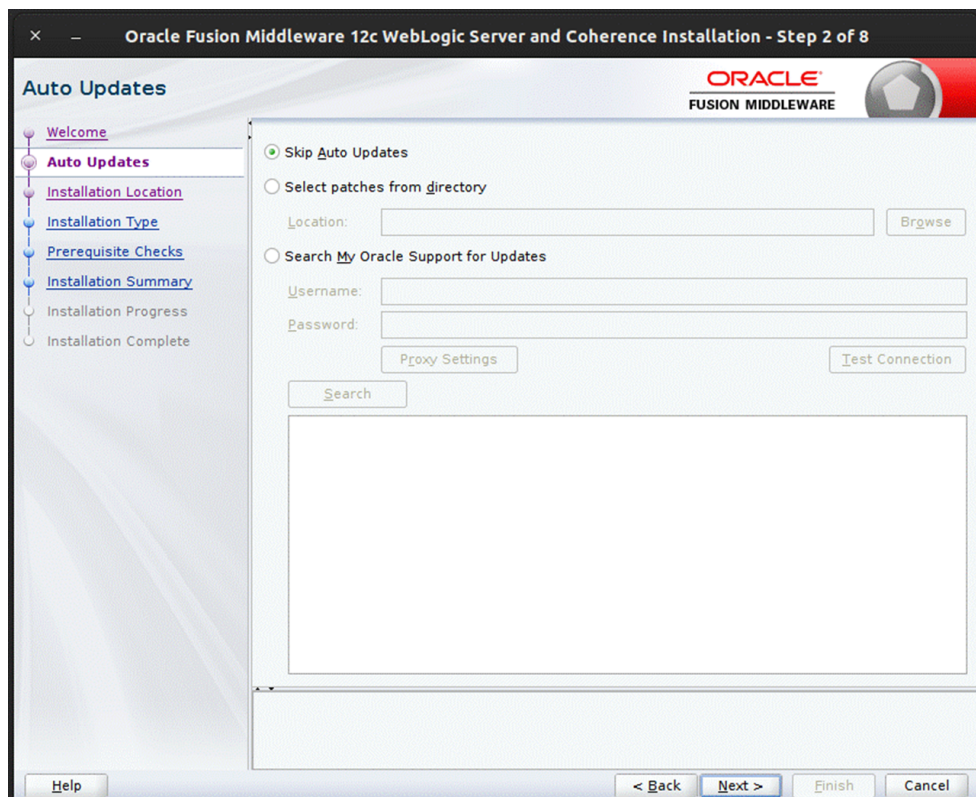 Oracle Fusion Middleware 12c WebLogic Server and Coherence Installation - Step 2 of 8
Auto Updates
ORACLE
FUSION MIDDLEWARE
Welcome
Auto Updates
Installation Location
Installation Type
Prerequisite Checks
Installation Summary
Installation Progress
Installation Complete
Skip Auto Updates
Select patches from directory
Location:
Browse
Search My Oracle Support for Updates
Username:
Password:
Proxy Settings
Test Connection
Search
Help
< Back
Next >
Finish
Cancel